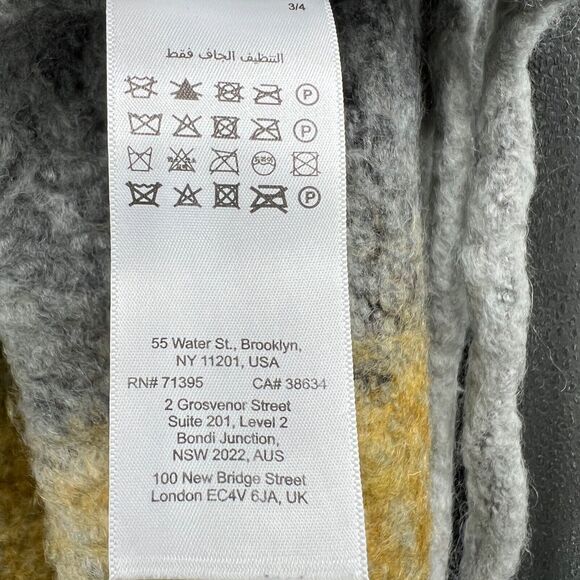 3/4
التنظيف الجاف فقط
P
P
P
55 Water St., Brooklyn,
NY 11201, USA
RN# 71395 CA# 38634
2 Grosvenor Street
Suite 201, Level 2
Bondi Junction,
NSW 2022, AUS
100 New Bridge Street
London EC4V 6JA, UK